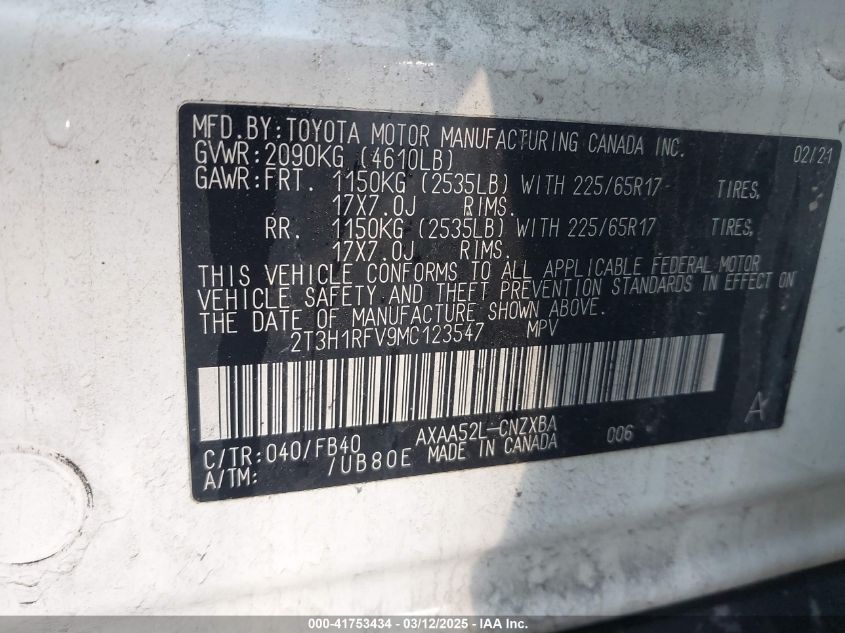 MFD.BY:TOYOTA MOTOR MANUFACTURING CANADA INC. 02/21
GVWR:2090KG (4610LB)
GAWR:FRT. 1150KG (2535LB) WITH 225/65R17 TIRES,
17X7.0J RIMS.
RR. 1150KG (2535LB) WITH 225/65R17 TIRES,
17X7.0J RIMS.
THIS VEHICLE CONFORMS TO ALL APPLICABLE FEDERAL MOTOR
VEHICLE SAFETY AND THEFT PREVENTION STANDARDS IN EFFECT ON
THE DATE OF MANUFACTURE SHOWN ABOVE.
2T3H1RFV9MC123547 MPV
A
C/TR:040/FB40 AXAA52L-CNZXBA 006
A/TM: /UB80E MADE IN CANADA
000-41753434 - 03/12/2025 - IAA Inc.